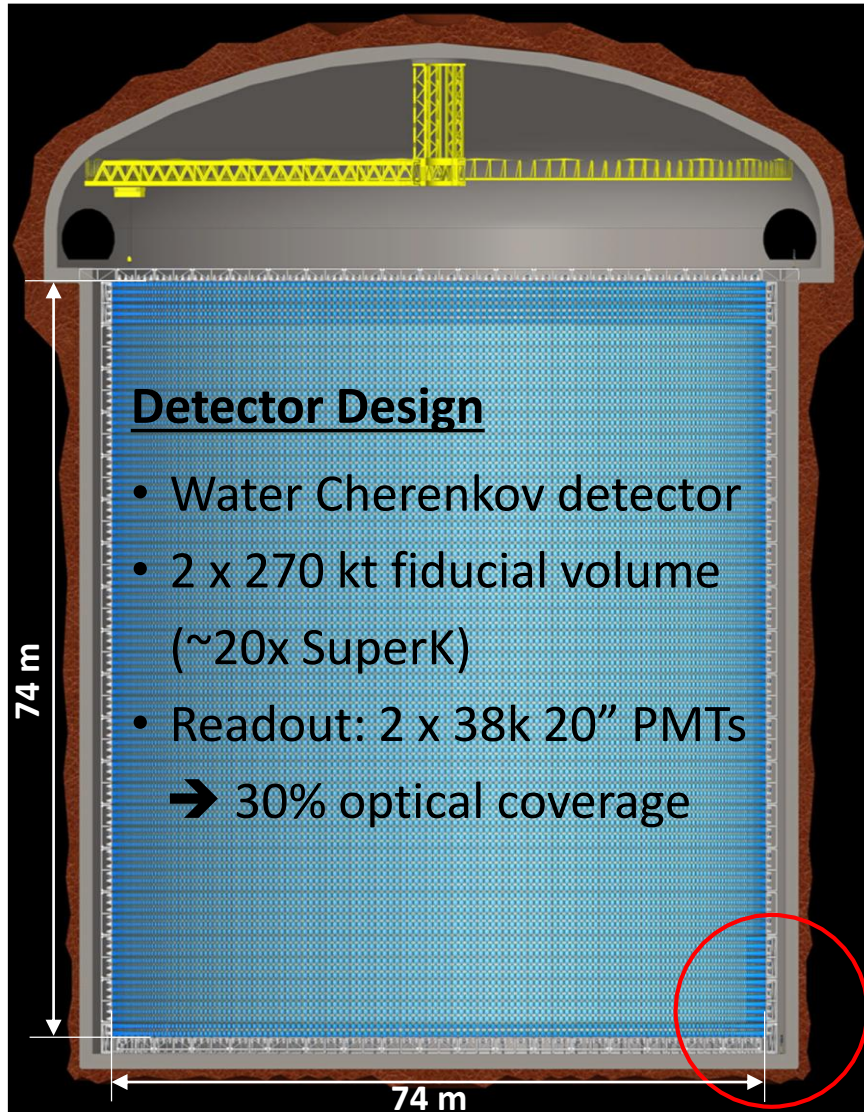 Detector Design
• Water Cherenkov detector
• 2 x 270 kt fiducial volume
(~20x SuperK)
• Readout: 2 x 38k 20” PMTs
➔ 30% optical coverage
74 m
74 m